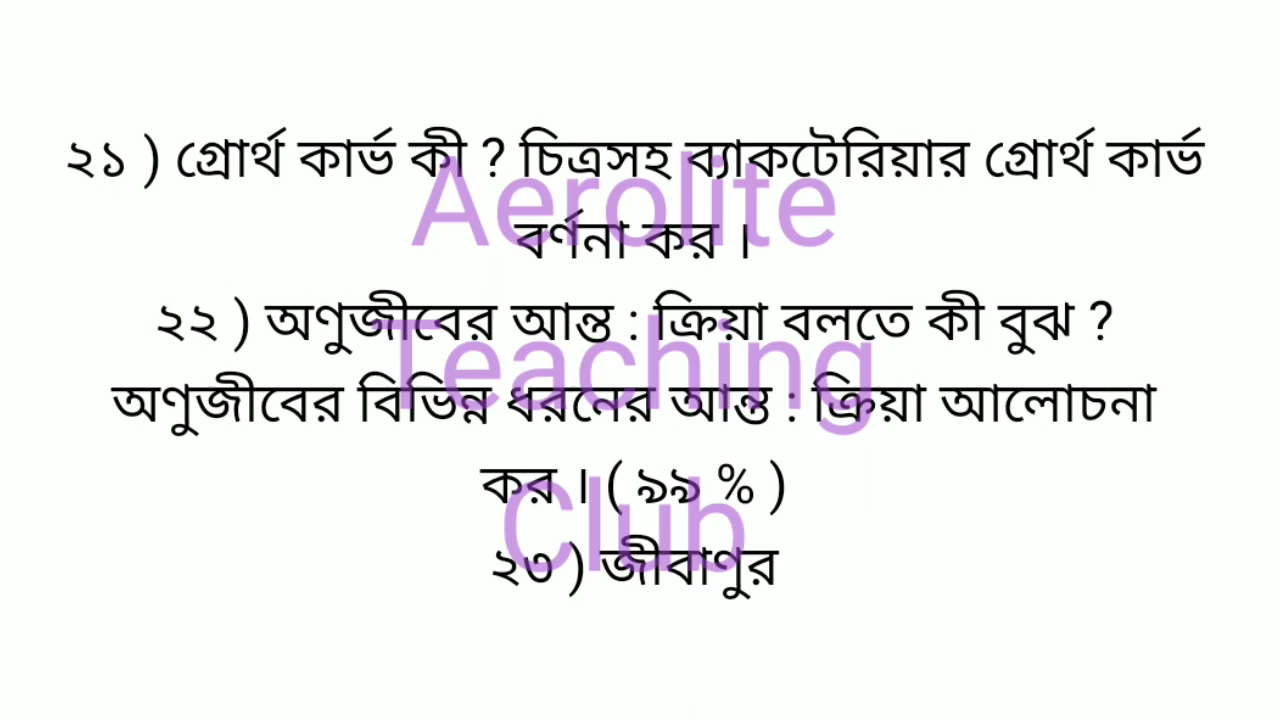 ২১ ) গ্রোর্থ কার্ভ কী ? চিত্রসহ ব্যাকটেরিয়ার গ্রোর্থ কার্ভ
বর্ণনা কর ।
২২ ) অণুজীবের আন্ত : ক্রিয়া বলতে কী বুঝ ?
অণুজীবের বিভিন্ন ধরনের আন্ত : ক্রিয়া আলোচনা
কর । ( ৯৯ % )
২৩ ) জীবাণুর
Aerolite
Teaching
Club